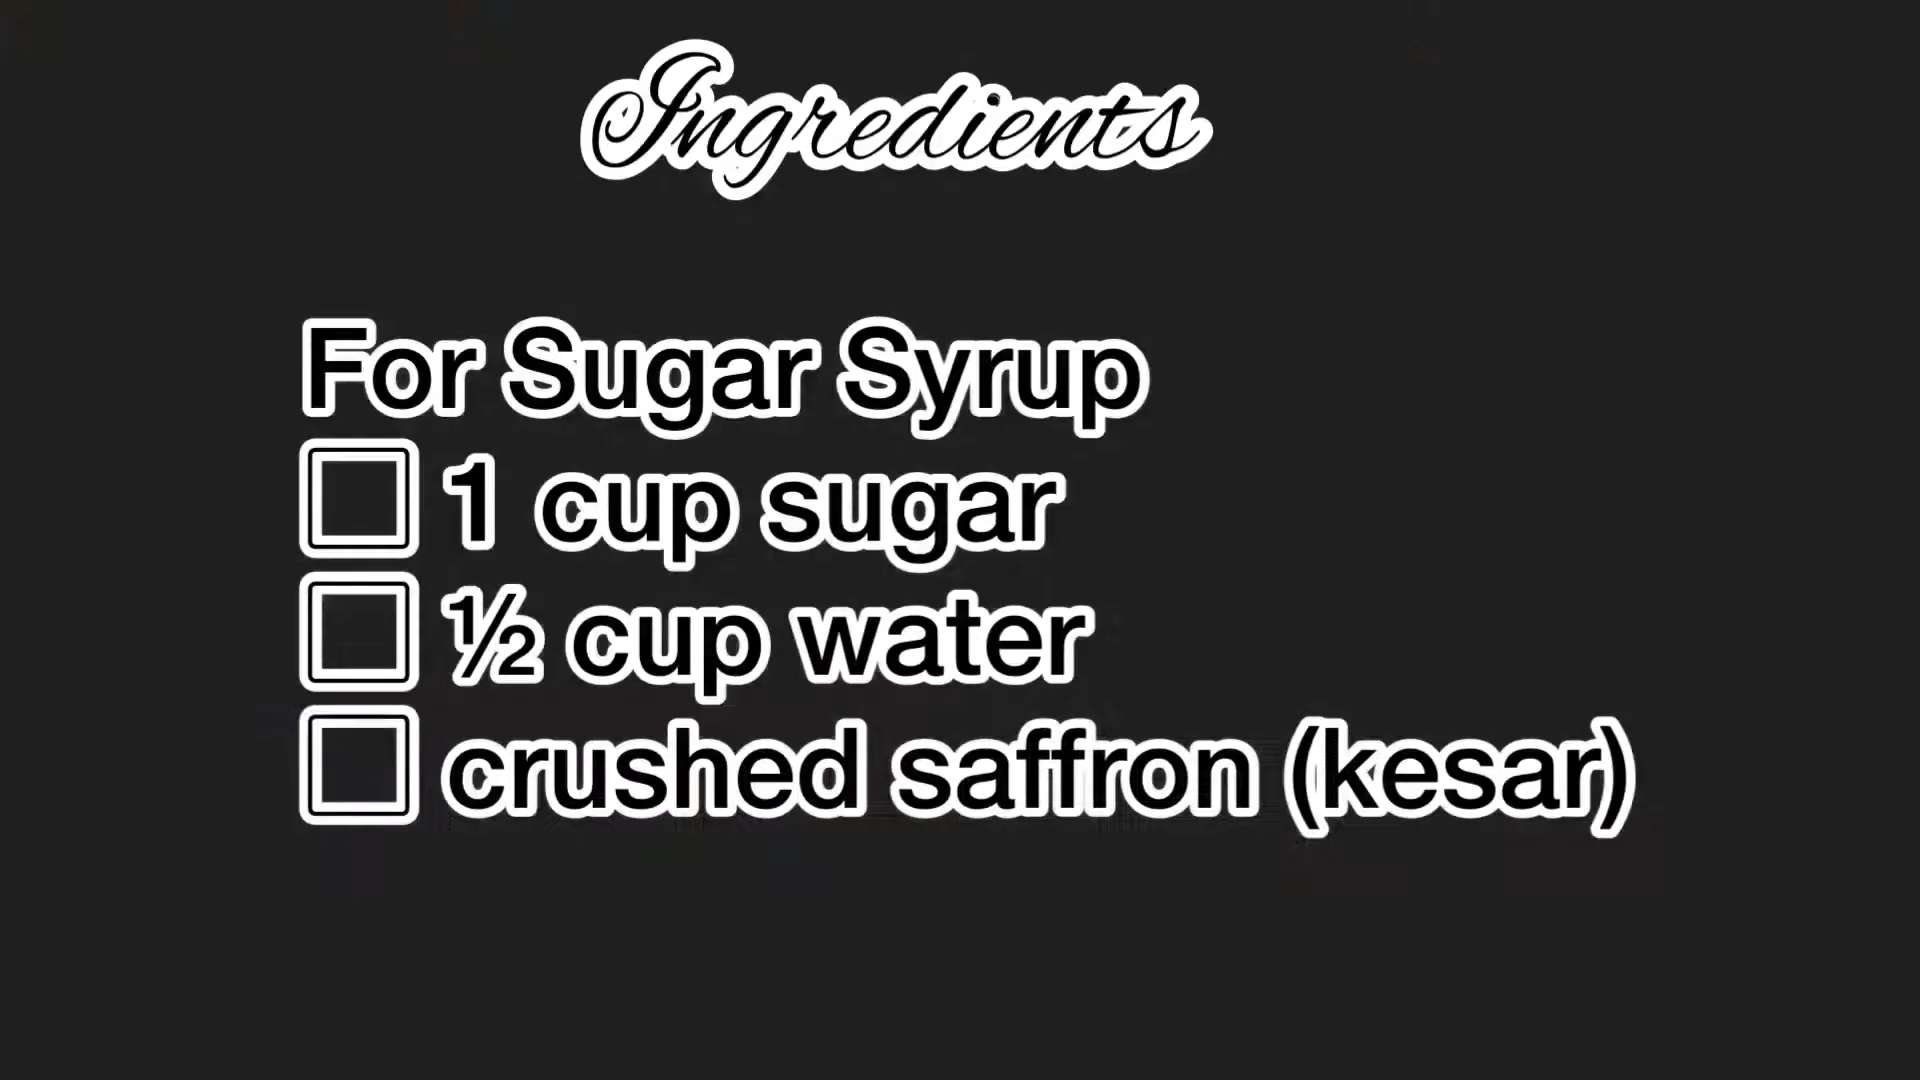 Ingredients
For Sugar Syrup
☐ 1 cup sugar
☐ ½ cup water
☐ crushed saffron (kesar)